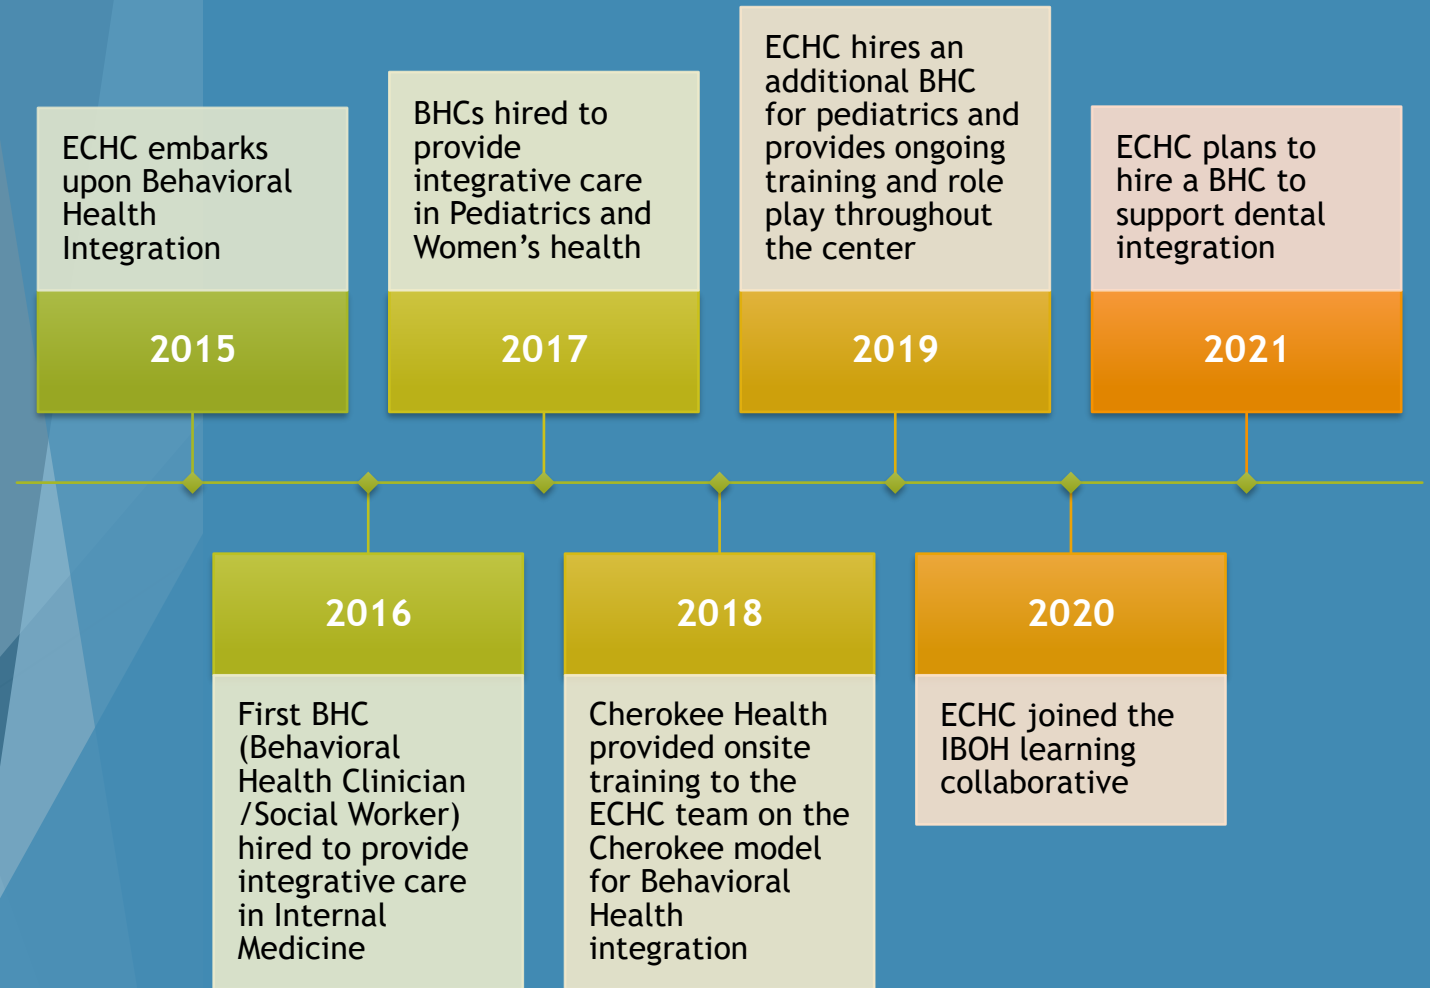 ECHC embarks
upon Behavioral
Health
Integration
2015
First BHC
(Behavioral
Health Clinician
/Social Worker)
hired to provide
integrative care
in Internal
Medicine
2016
BHCs hired to
provide
integrative care
in Pediatrics and
Women’s health
2017
Cherokee Health
provided onsite
training to the
ECHC team on the
Cherokee model
for Behavioral
Health
integration
2018
ECHC hires an
additional BHC
for pediatrics and
provides ongoing
training and role
play throughout
the center
2019
ECHC joined the
IBOH learning
collaborative
2020
ECHC plans to
hire a BHC to
support dental
integration
2021